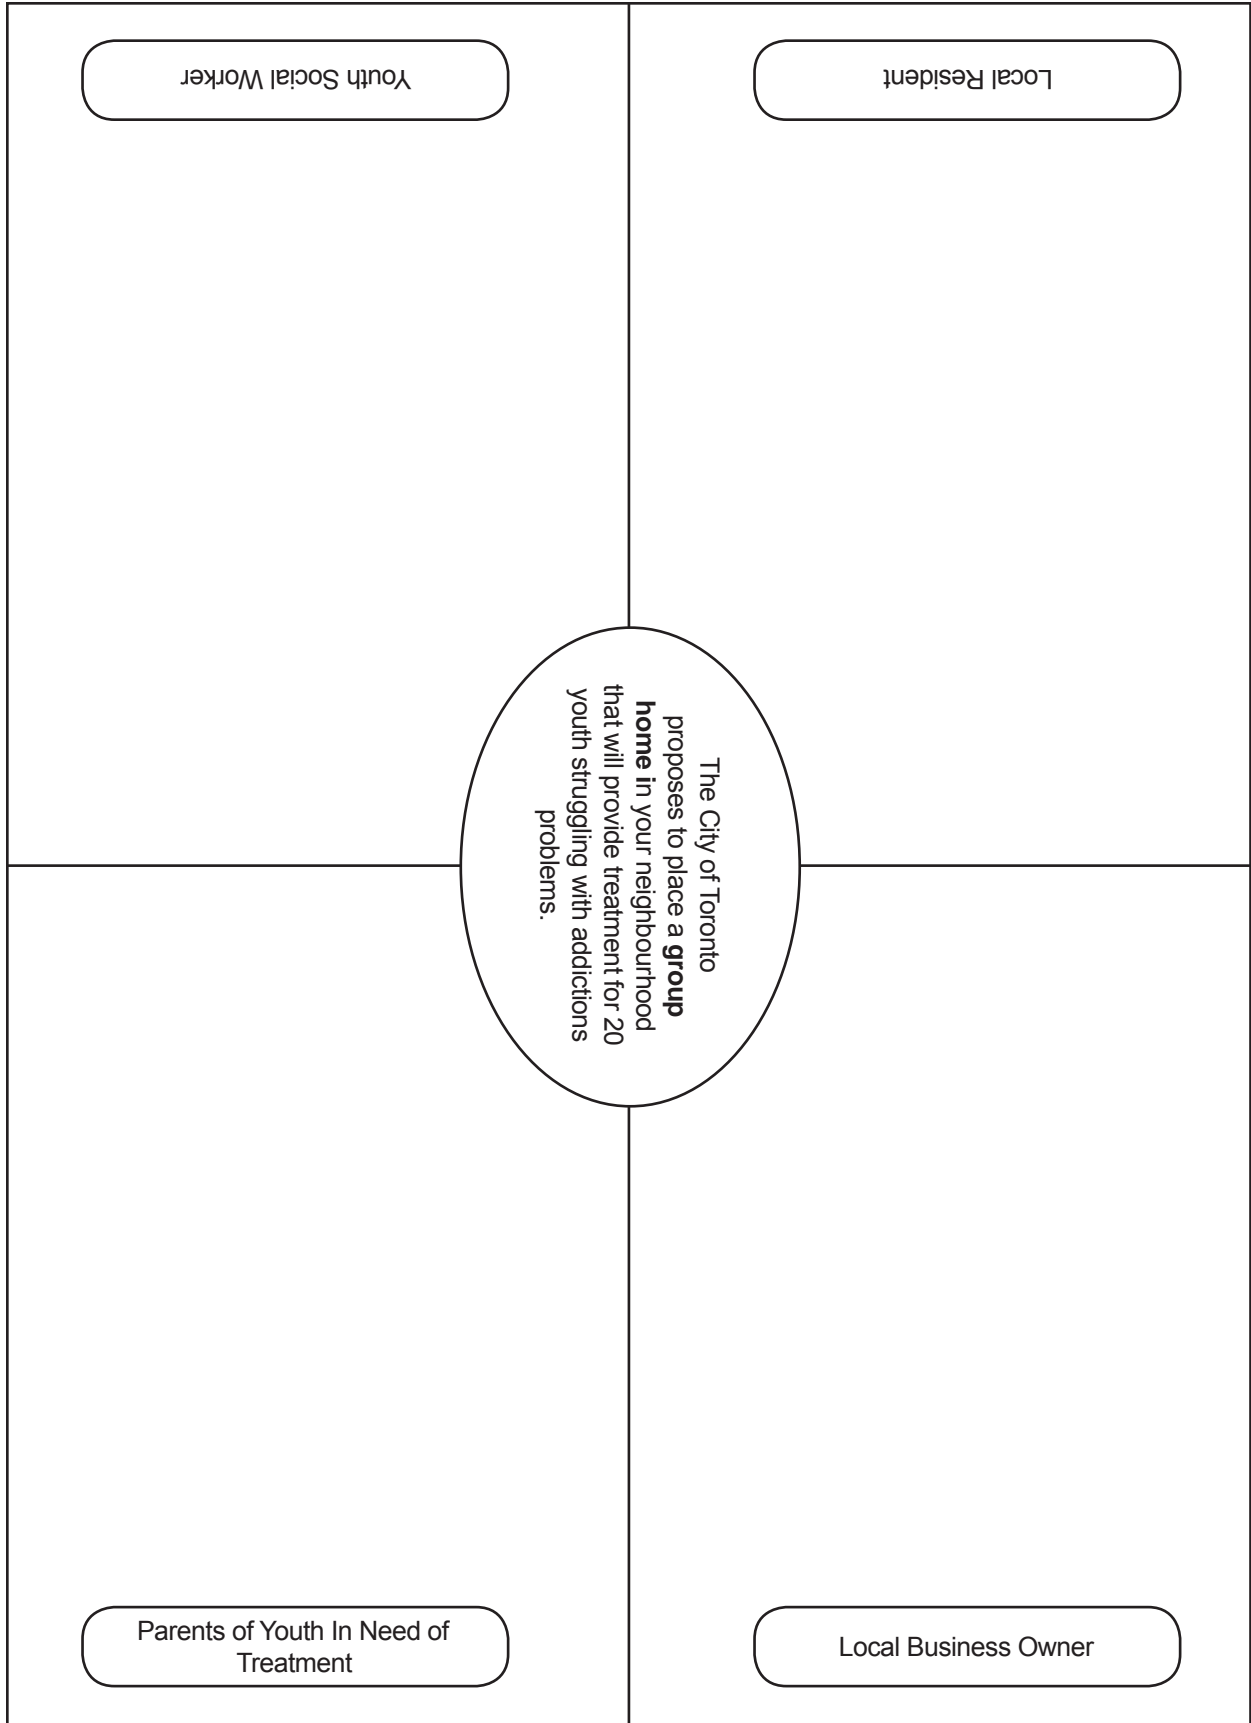 Youth Social Worker
Local Resident
The City of Toronto
proposes to place a group
home in your neighbourhood
that will provide treatment for 20
youth struggling with addictions
problems.
Parents of Youth In Need of
Treatment
Local Business Owner